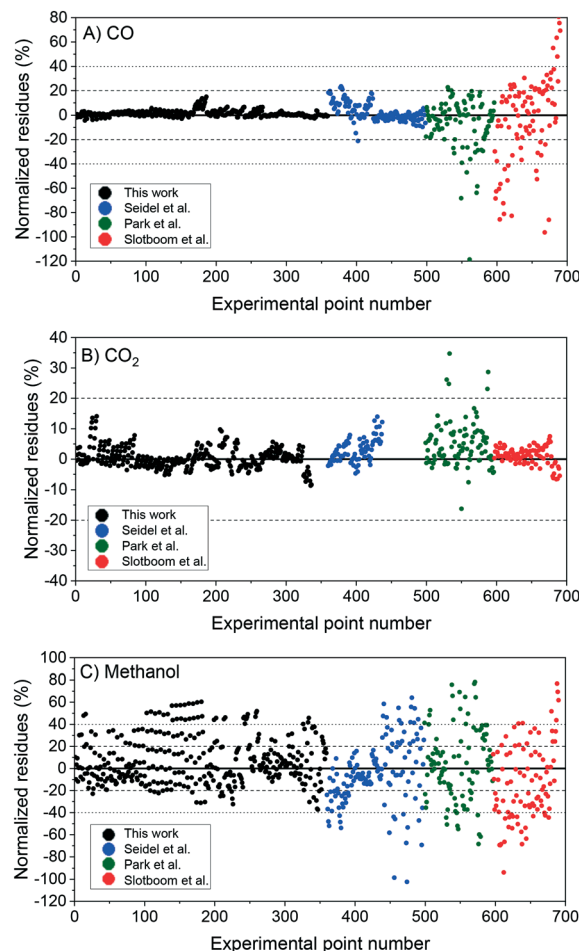 A) CO
Normalized residues (%)
80
60
40
20
0
-20
-40
-60
-80
-100
-120
This work
Seidel et al.
Park et al.
Slotboom et al.
0 100 200 300 400 500 600 700
Experimental point number
B) CO₂
Normalized residues (%)
40
30
20
10
0
-10
-20
-30
-40
This work
Seidel et al.
Park et al.
Slotboom et al.
0 100 200 300 400 500 600 700
Experimental point number
C) Methanol
Normalized residues (%)
100
80
60
40
20
0
-20
-40
-60
-80
-100
-120
This work
Seidel et al.
Park et al.
Slotboom et al.
0 100 200 300 400 500 600 700
Experimental point number